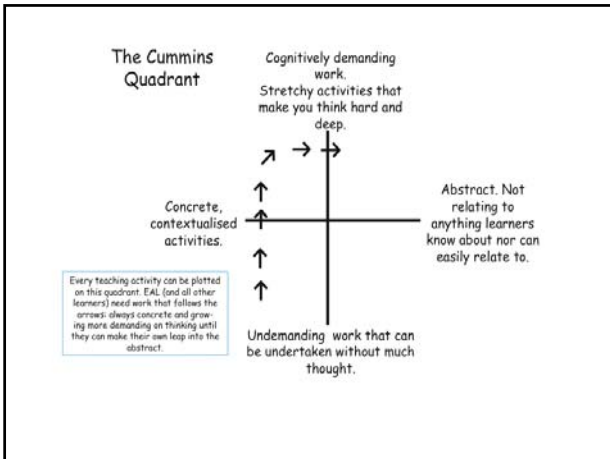 The Cummins
Quadrant
Cognitively demanding
work.
Stretchy activities that
make you think hard and
deep.
Concrete,
contextualised
activities.
Abstract. Not
relating to
anything learners
know about nor can
easily relate to.
Every teaching activity can be plotted
on this quadrant. EAL (and all other
learners) need work that follows the
arrows: always concrete and grow-
ing more demanding on thinking until
they can make their own leap into the
abstract.
Undemanding work that can
be undertaken without much
thought.